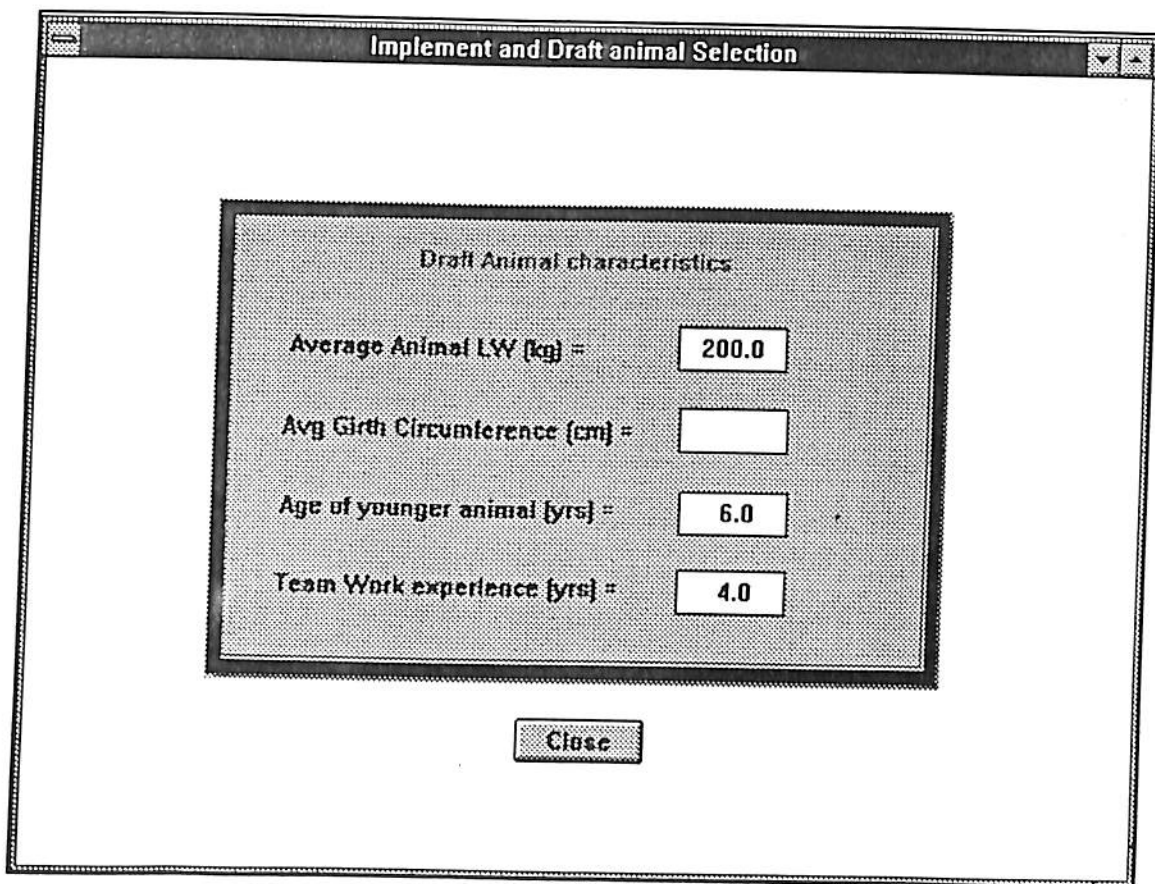 Implement and Draft animal Selection
Draft Animal characteristics
Average Animal LW (kg) = 200.0
Avg Girth Circumference (cm) =
Age of younger animal (yrs) = 6.0
Team Work experience (yrs) = 4.0
Close